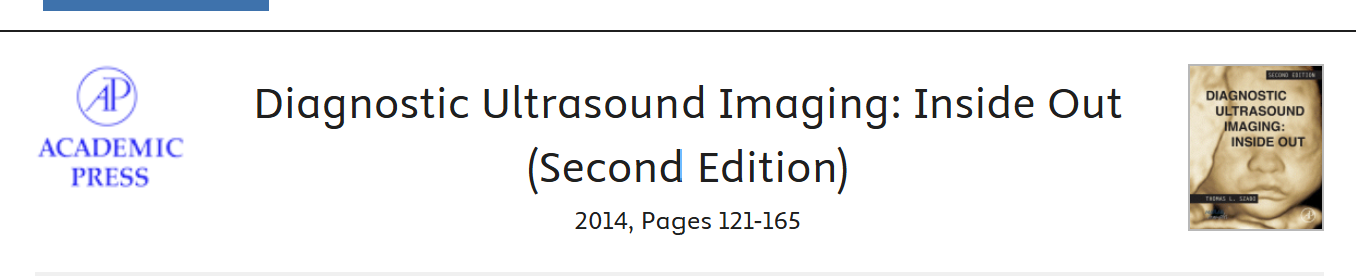 AP
ACADEMIC
PRESS
Diagnostic Ultrasound Imaging: Inside Out
(Second Edition)
2014, Pages 121-165
SECOND EDITION
DIAGNOSTIC
ULTRASOUND
IMAGING:
INSIDE OUT
THOMAS L. SZABO